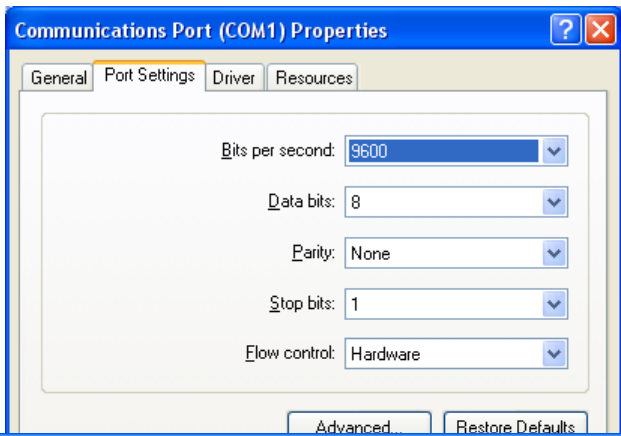 Communications Port (COM1) Properties
General Port Settings Driver Resources
Bits per second: 9600
Data bits: 8
Parity: None
Stop bits: 1
Flow control: Hardware
Advanced... Restore Defaults